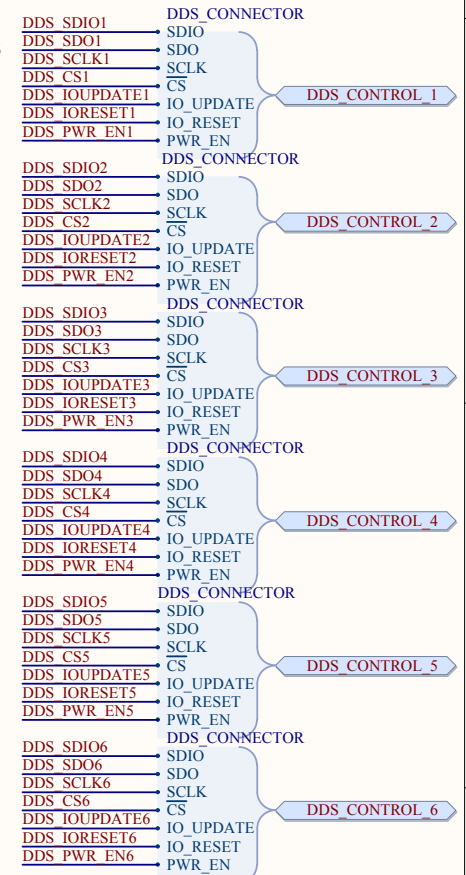 DDS_CONNECTOR
DDS_SDIO1 SDIO
DDS_SDO1 SDO
DDS_SCLK1 SCLK
DDS_CS1 CS
DDS_IOUPDATE1 IO_UPDATE DDS_CONTROL_1
DDS_IORESET1 IO_RESET
DDS_PWR_EN1 PWR_EN
DDS_CONNECTOR
DDS_SDIO2 SDIO
DDS_SDO2 SDO
DDS_SCLK2 SCLK
DDS_CS2 CS DDS_CONTROL_2
DDS_IOUPDATE2 IO_UPDATE
DDS_IORESET2 IO_RESET
DDS_PWR_EN2 PWR_EN
DDS_CONNECTOR
DDS_SDIO3 SDIO
DDS_SDO3 SDO
DDS_SCLK3 SCLK
DDS_CS3 CS DDS_CONTROL_3
DDS_IOUPDATE3 IO_UPDATE
DDS_IORESET3 IO_RESET
DDS_PWR_EN3 PWR_EN
DDS_CONNECTOR
DDS_SDIO4 SDIO
DDS_SDO4 SDO
DDS_SCLK4 SCLK
DDS_CS4 CS DDS_CONTROL_4
DDS_IOUPDATE4 IO_UPDATE
DDS_IORESET4 IO_RESET
DDS_PWR_EN4 PWR_EN
DDS_CONNECTOR
DDS_SDIO5 SDIO
DDS_SDO5 SDO
DDS_SCLK5 SCLK
DDS_CS5 CS DDS_CONTROL_5
DDS_IOUPDATE5 IO_UPDATE
DDS_IORESET5 IO_RESET
DDS_PWR_EN5 PWR_EN
DDS_CONNECTOR
DDS_SDIO6 SDIO
DDS_SDO6 SDO
DDS_SCLK6 SCLK
DDS_CS6 CS DDS_CONTROL_6
DDS_IOUPDATE6 IO_UPDATE
DDS_IORESET6 IO_RESET
DDS_PWR_EN6 PWR_EN